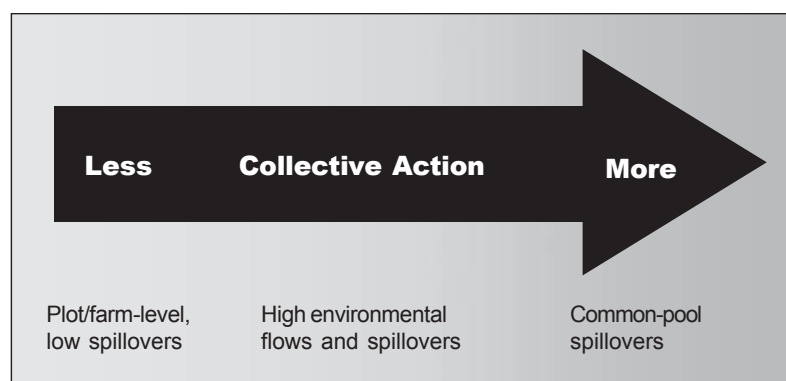 Less Collective Action More
Plot/farm-level,
low spillovers
High environmental
flows and spillovers
Common-pool
spillovers